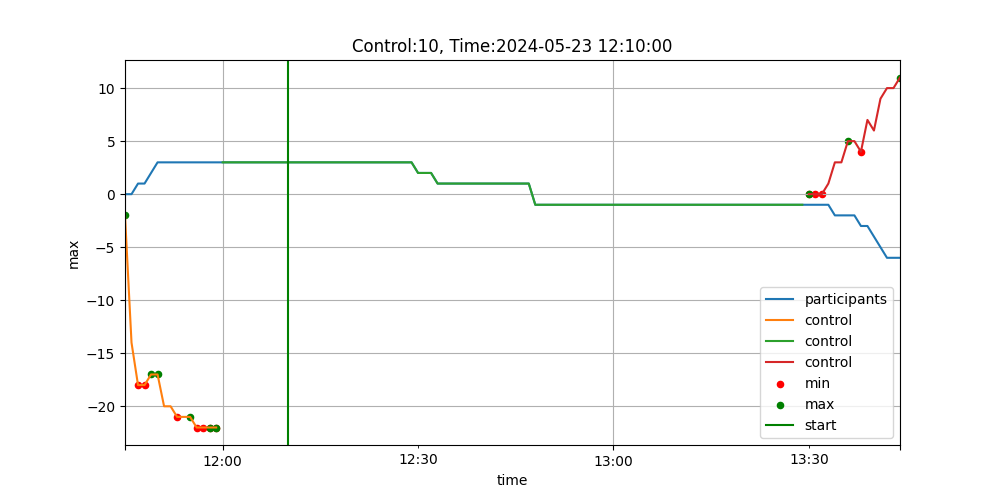 Control:10, Time:2024-05-23 12:10:00
max
10
5
0
−5
−10
−15
−20
participants
control
control
control
min
max
start
12:00
12:30
13:00
13:30
time